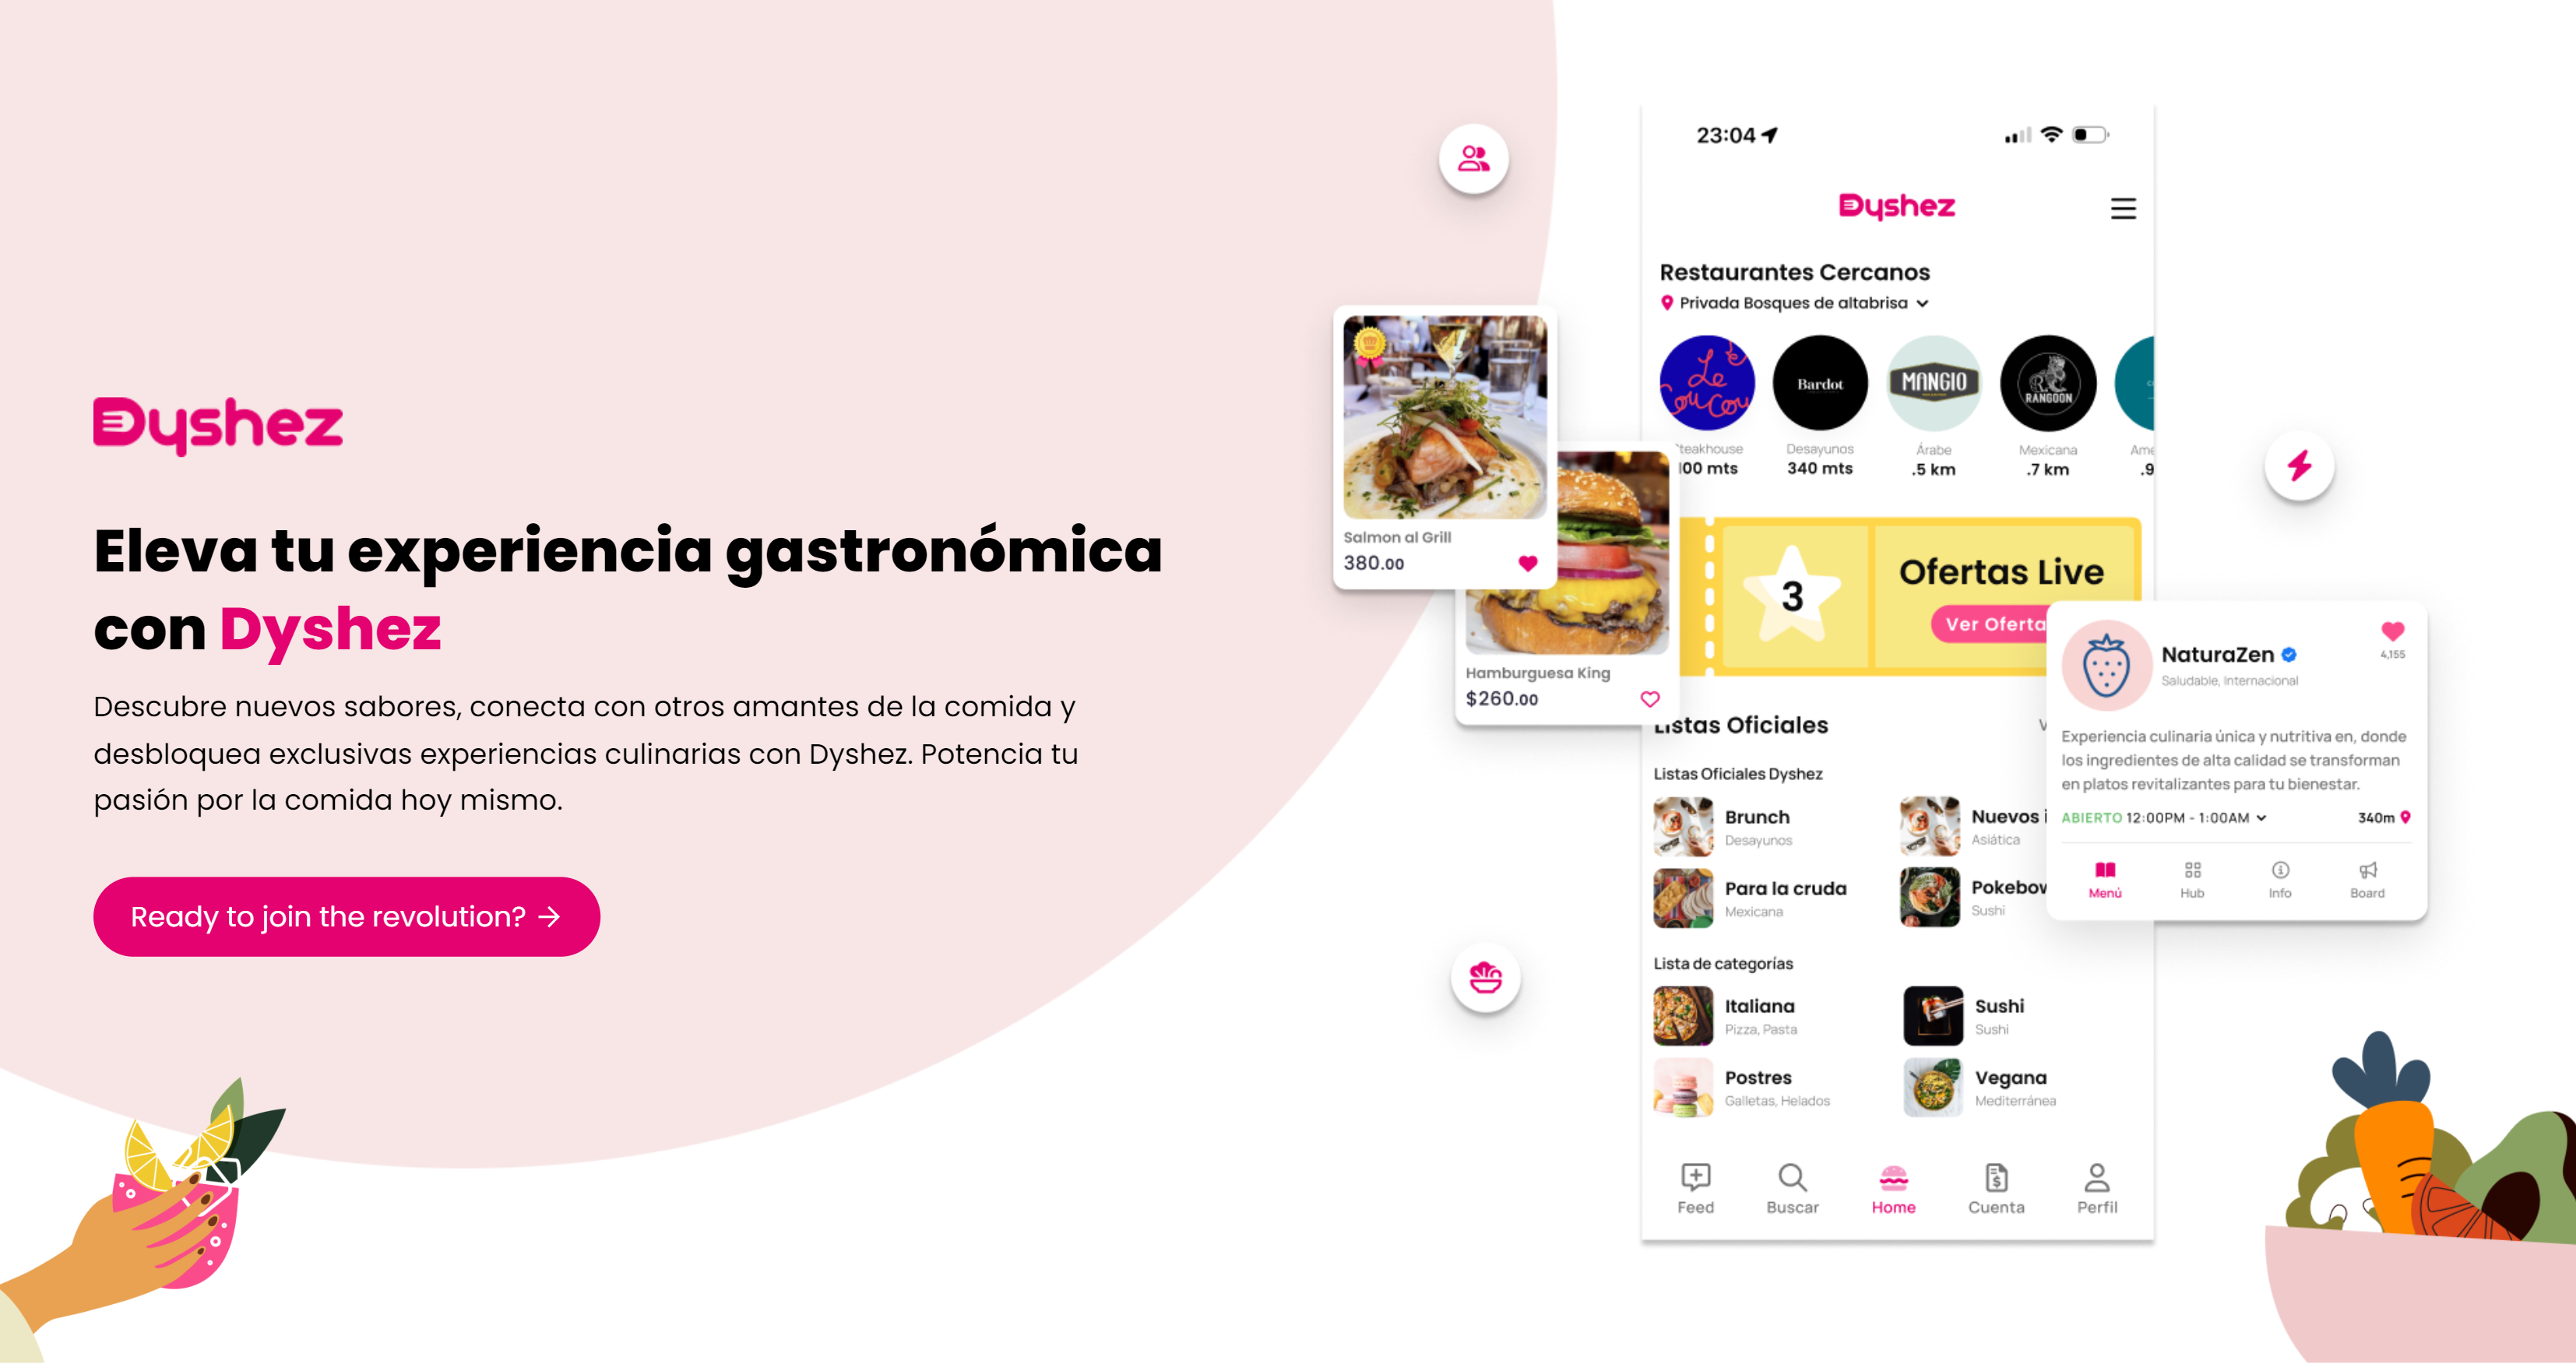 Dyshez
Eleva tu experiencia gastronómica
con Dyshez
Descubre nuevos sabores, conecta con otros amantes de la comida y
desbloquea exclusivas experiencias culinarias con Dyshez. Potencia tu
pasión por la comida hoy mismo.
Ready to join the revolution? →
Salmon al Grill
380.00
Hamburguesa King
$260.00
23:04
Dyshez
Restaurantes Cercanos
Privada Bosques de altabrisa
Le Coucou
Bardot
MANGIO
RANGOON
teakhouse
Desayunos
Árabe
Mexicana
Ame
100 mts
340 mts
.5 km
.7 km
.9
3
Ofertas Live
Ver Oferta
Listas Oficiales
V
Listas Oficiales Dyshez
Brunch
Desayunos
Nuevos i
Asiática
Para la cruda
Mexicana
Pokebow
Sushi
Lista de categorías
Italiana
Pizza, Pasta
Sushi
Sushi
Postres
Galletas, Helados
Vegana
Mediterránea
Feed
Buscar
Home
Cuenta
Perfil
NaturaZen
4,155
Saludable, Internacional
Experiencia culinaria única y nutritiva en, donde
los ingredientes de alta calidad se transforman
en platos revitalizantes para tu bienestar.
ABIERTO 12:00PM - 1:00AM
340m
Menú
Hub
Info
Board